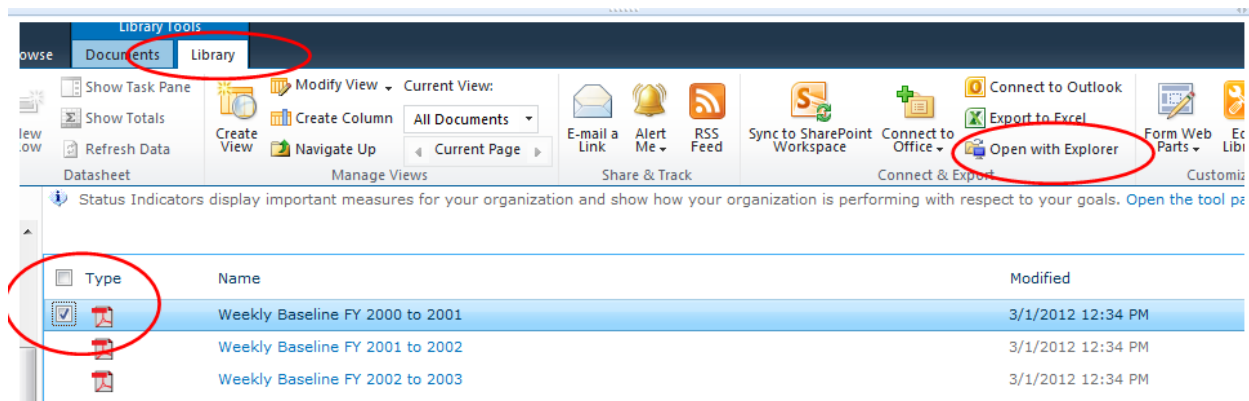 Library Tools
owse Documents Library
Show Task Pane
Show Totals
Refresh Data
Datasheet
Create View
Modify View
Create Column
Navigate Up
Current View:
All Documents
Current Page
Manage Views
E-mail a Link
Alert Me
RSS Feed
Share & Track
Sync to SharePoint Workspace
Connect to Office
Connect to Outlook
Export to Excel
Open with Explorer
Connect & Export
Form Web Parts
Customiz
Status Indicators display important measures for your organization and show how your organization is performing with respect to your goals. Open the tool pa
Type Name Modified
Weekly Baseline FY 2000 to 2001 3/1/2012 12:34 PM
Weekly Baseline FY 2001 to 2002 3/1/2012 12:34 PM
Weekly Baseline FY 2002 to 2003 3/1/2012 12:34 PM